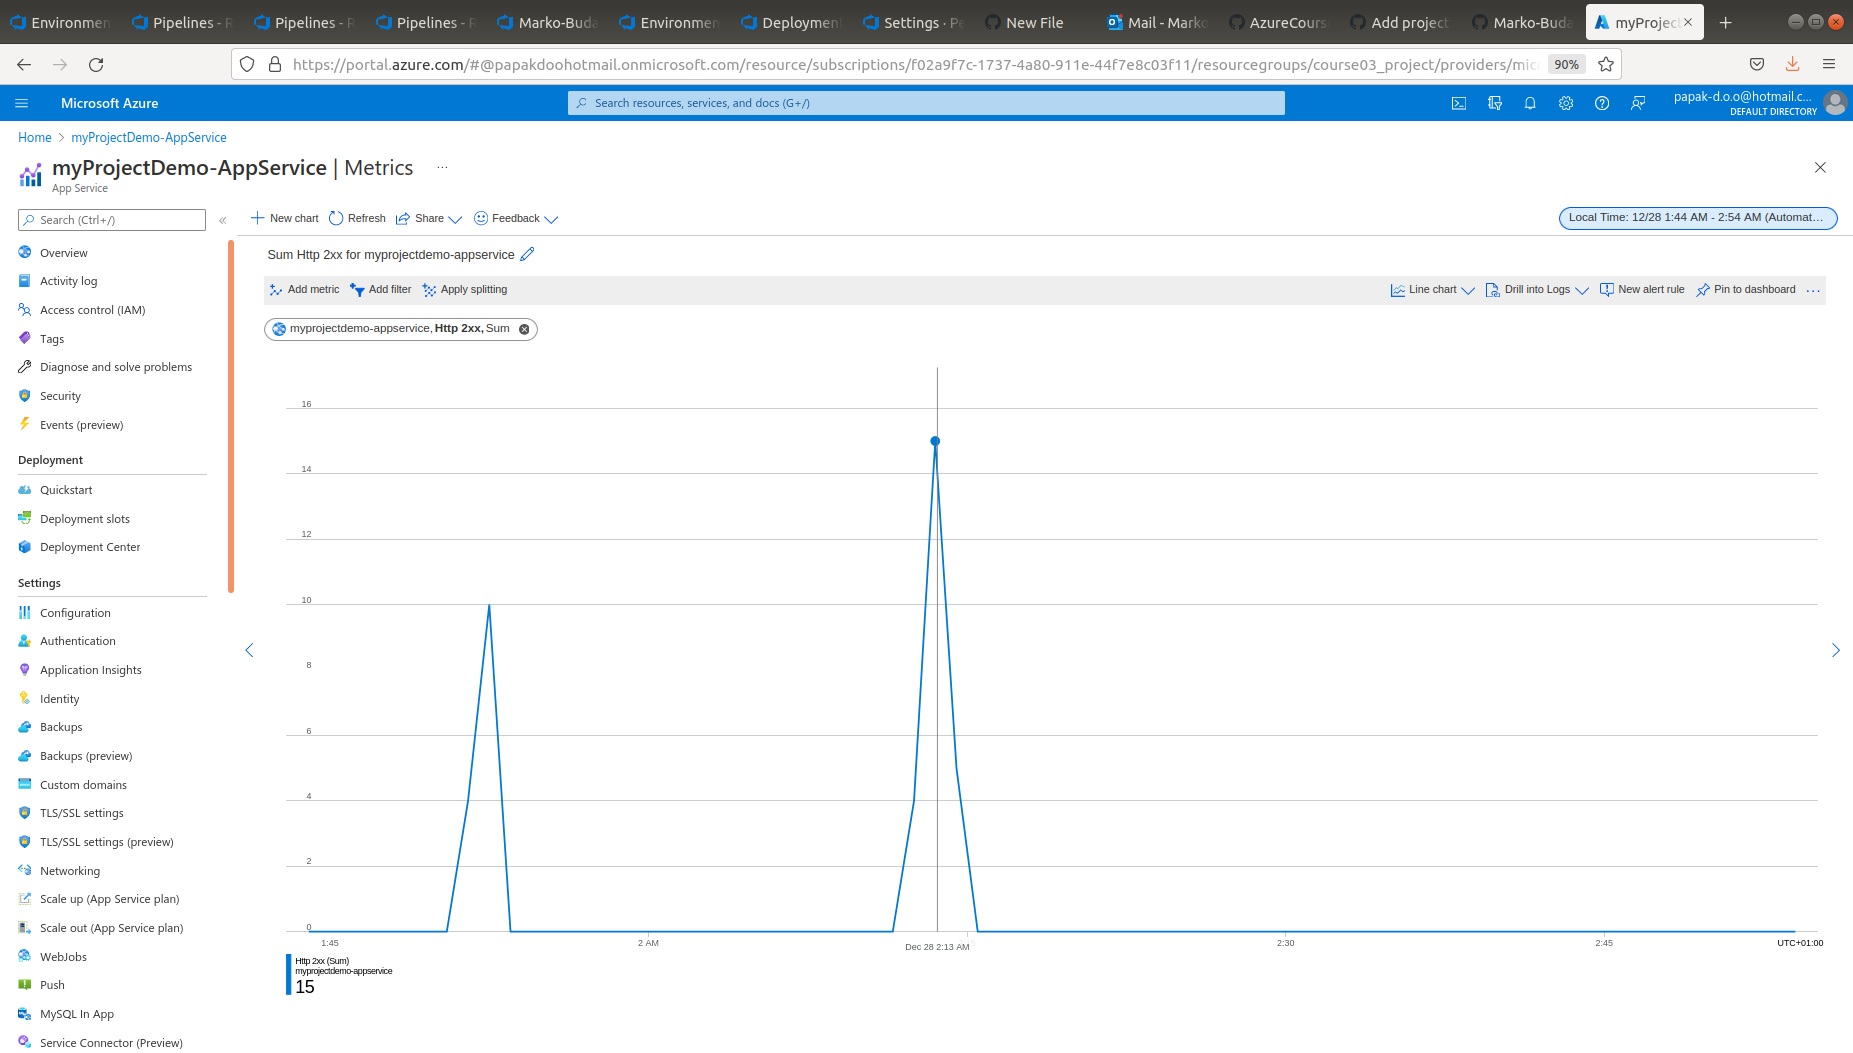 Environmen
Pipelines - R
Pipelines - R
Pipelines - R
Marko-Buda
Environmen
Deployment
Settings · Pe
New File
Mail - Marko
AzureCours
Add project
Marko-Buda
myProjec
https://portal.azure.com/#@papakdoohotmail.onmicrosoft.com/resource/subscriptions/f02a9f7c-1737-4a80-911e-44f7e8c03f11/resourcegroups/course03_project/providers/mic
90%
Microsoft Azure
Search resources, services, and docs (G+/)
papak-d.o.o@hotmail.c...
DEFAULT DIRECTORY
Home > myProjectDemo-AppService
myProjectDemo-AppService | Metrics ...
App Service
Search (Ctrl+/)
«
Overview
Activity log
Access control (IAM)
Tags
Diagnose and solve problems
Security
Events (preview)
Deployment
Quickstart
Deployment slots
Deployment Center
Settings
Configuration
Authentication
Application Insights
Identity
Backups
Backups (preview)
Custom domains
TLS/SSL settings
TLS/SSL settings (preview)
Networking
Scale up (App Service plan)
Scale out (App Service plan)
WebJobs
Push
MySQL In App
Service Connector (Preview)
New chart
Refresh
Share
Feedback
Local Time: 12/28 1:44 AM - 2:54 AM (Automat...
Sum Http 2xx for myprojectdemo-appservice
Add metric
Add filter
Apply splitting
Line chart
Drill into Logs
New alert rule
Pin to dashboard
...
myprojectdemo-appservice, Http 2xx, Sum
16
14
12
10
8
6
4
2
0
1:45
2 AM
Dec 28 2:13 AM
2:30
2:45
UTC+01:00
Http 2xx (Sum)
myprojectdemo-appservice
15